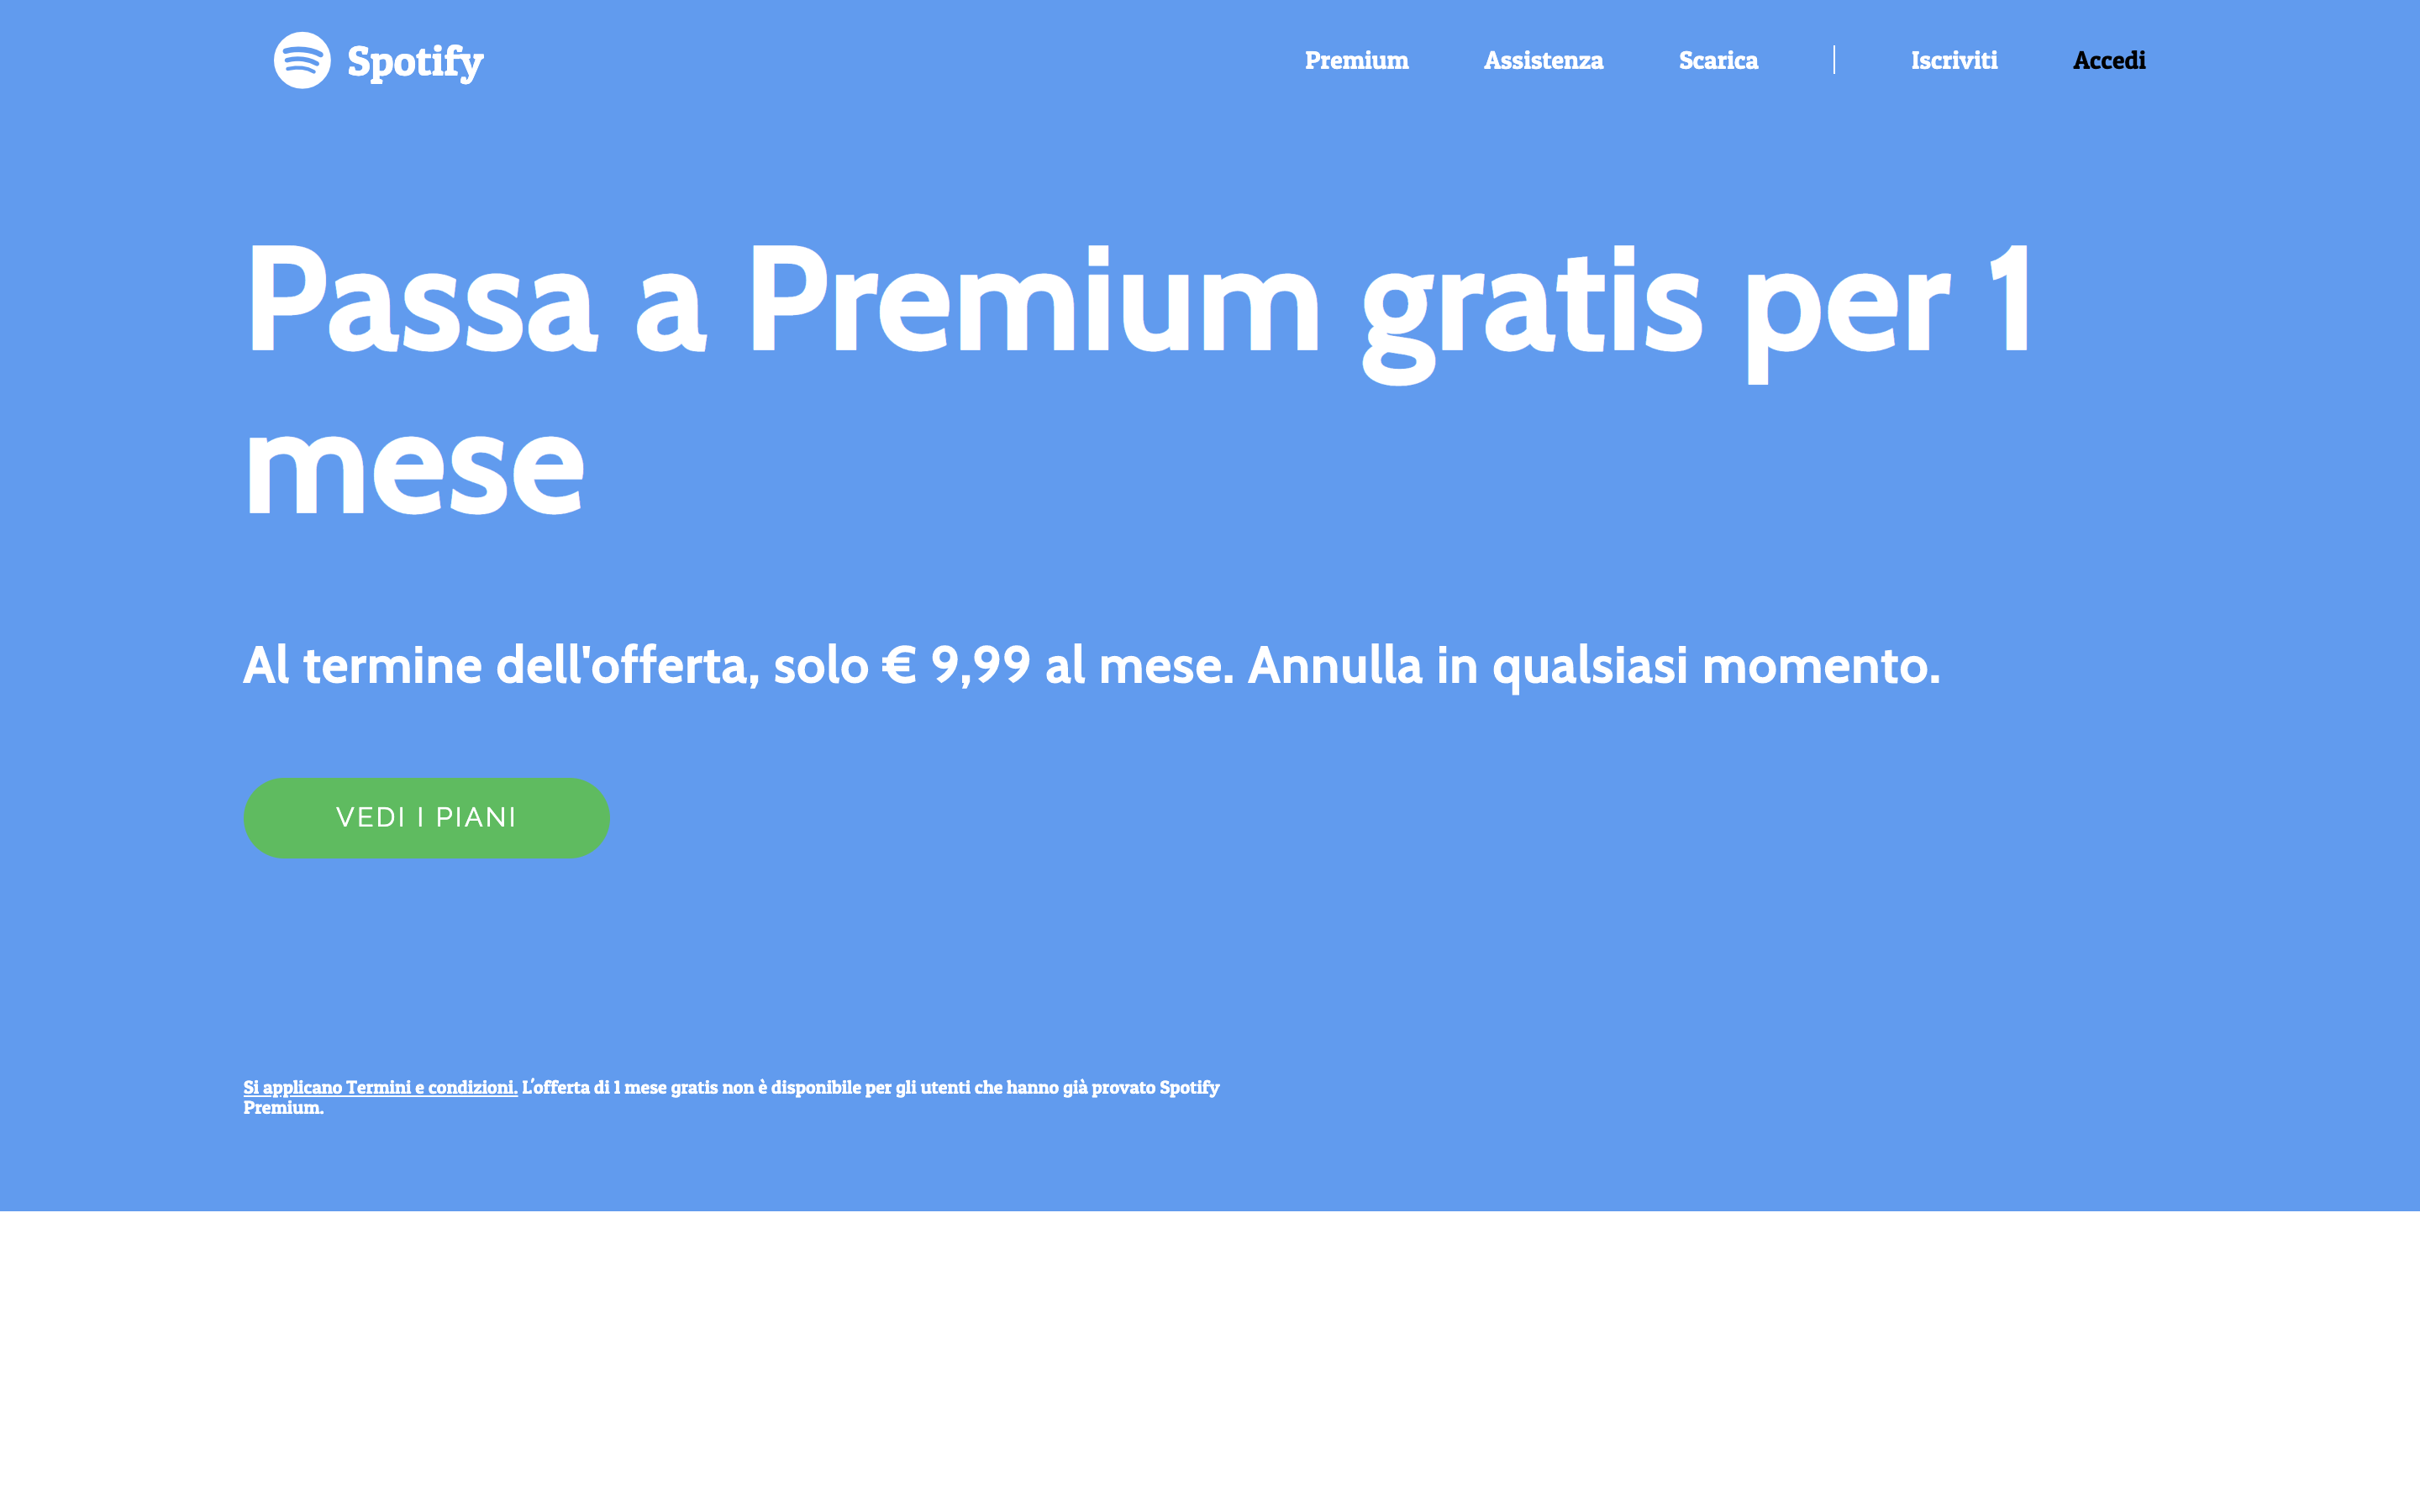 Spotify
Premium
Assistenza
Scarica
Iscriviti
Accedi
Passa a Premium gratis per 1
mese
Al termine dell'offerta, solo € 9,99 al mese. Annulla in qualsiasi momento.
VEDI I PIANI
Si applicano Termini e condizioni. L'offerta di 1 mese gratis non è disponibile per gli utenti che hanno già provato Spotify
Premium.